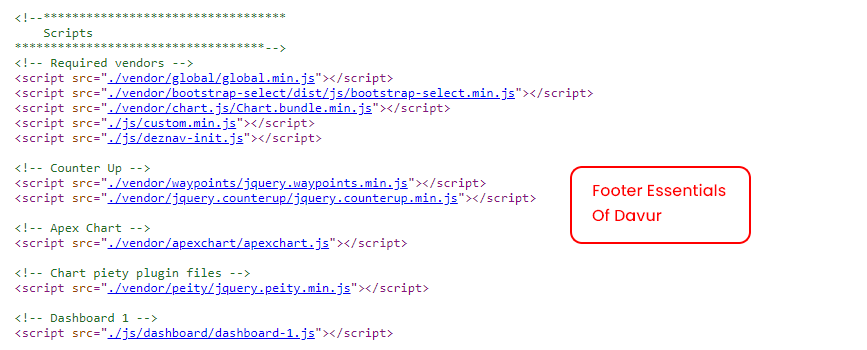 <!--**********************************
Scripts
***********************************-->
<!-- Required vendors -->
<script src="./vendor/global/global.min.js"></script>
<script src="./vendor/bootstrap-select/dist/js/bootstrap-select.min.js"></script>
<script src="./vendor/chart.js/Chart.bundle.min.js"></script>
<script src="./js/custom.min.js"></script>
<script src="./js/deznav-init.js"></script>
<!-- Counter Up -->
<script src="./vendor/waypoints/jquery.waypoints.min.js"></script>
<script src="./vendor/jquery.counterup/jquery.counterup.min.js"></script>
<!-- Apex Chart -->
<script src="./vendor/apexchart/apexchart.js"></script>
<!-- Chart piety plugin files -->
<script src="./vendor/peity/jquery.peity.min.js"></script>
<!-- Dashboard 1 -->
<script src="./js/dashboard/dashboard-1.js"></script>
Footer Essentials
Of Davur